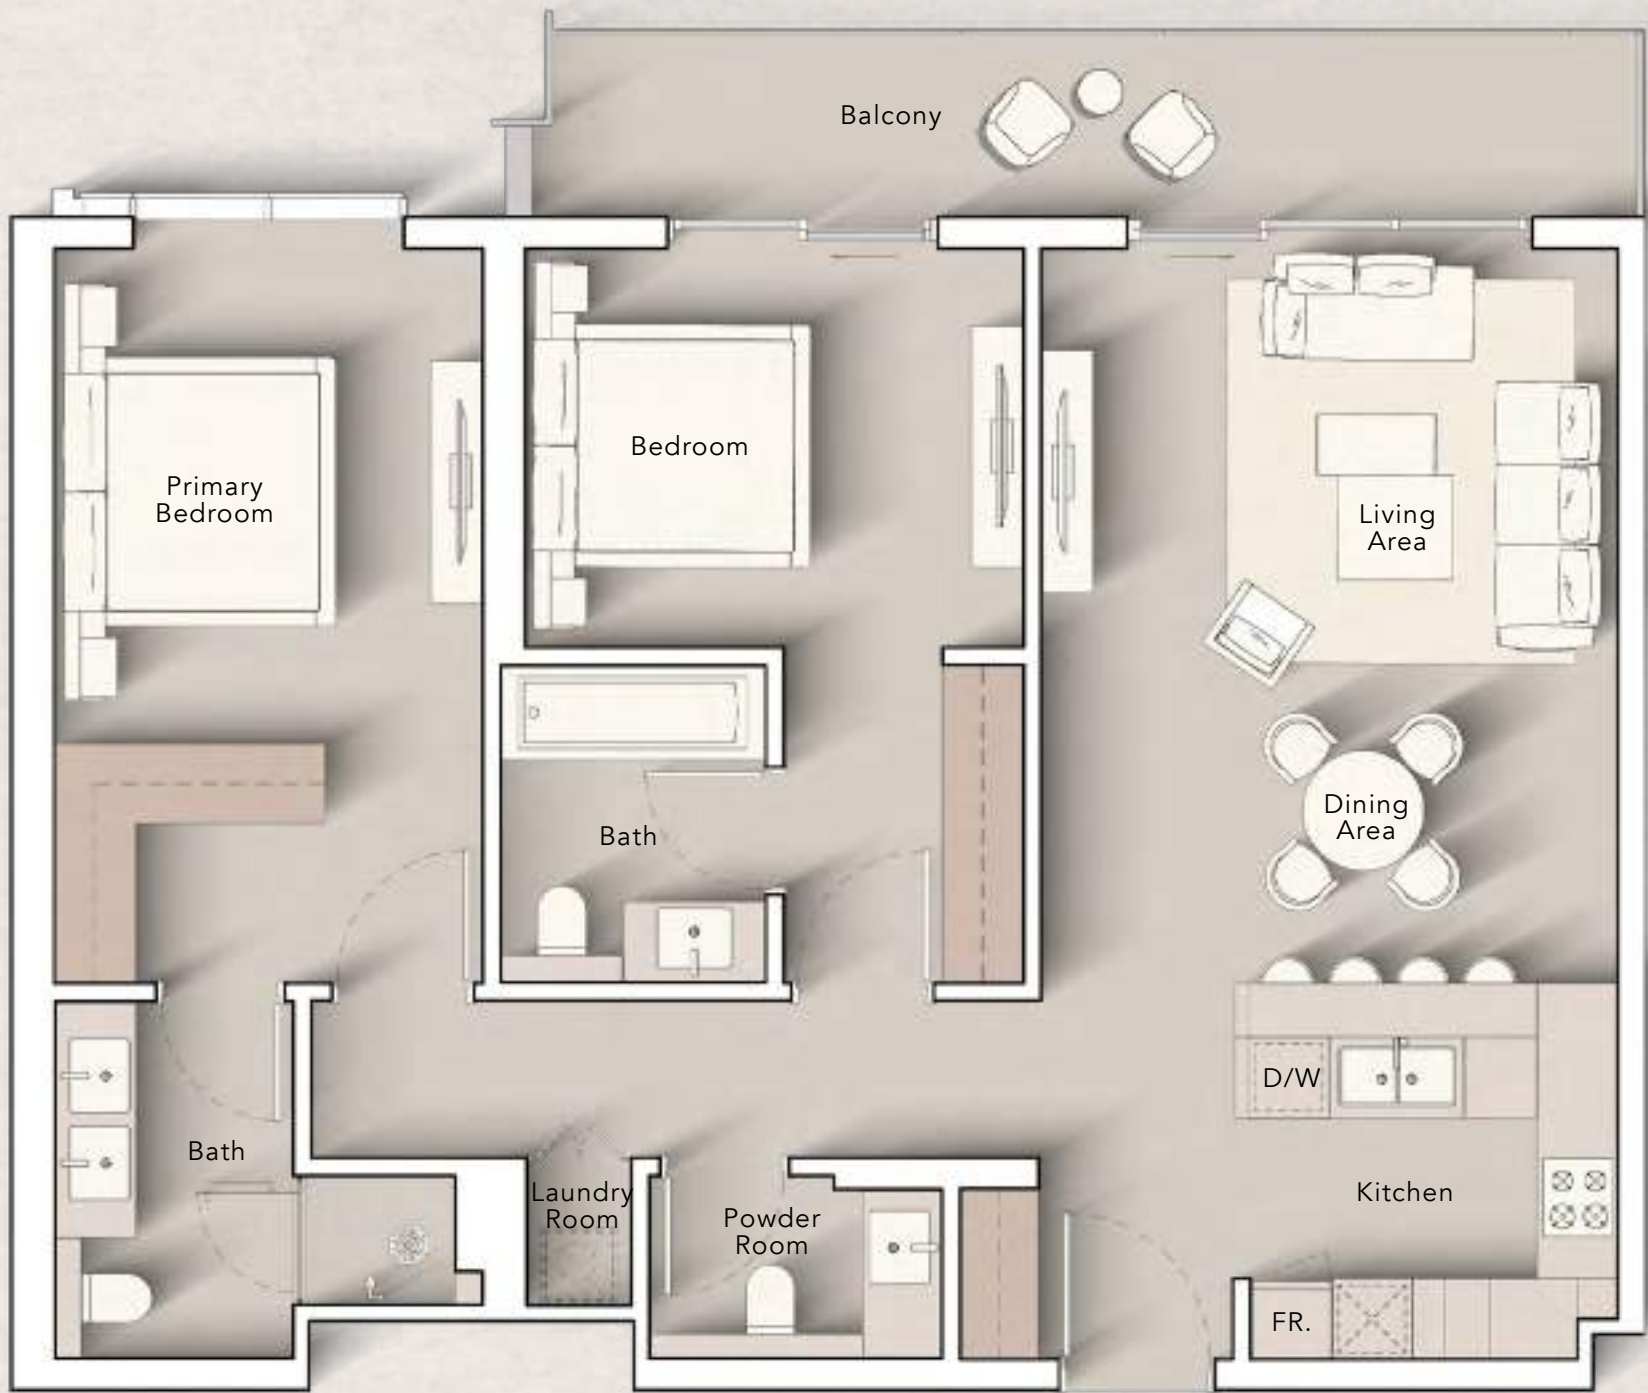 Balcony
Primary
Bedroom
Bedroom
Living
Area
Dining
Area
Bath
D/W
Bath
Laundry
Room
Powder
Room
Kitchen
FR.